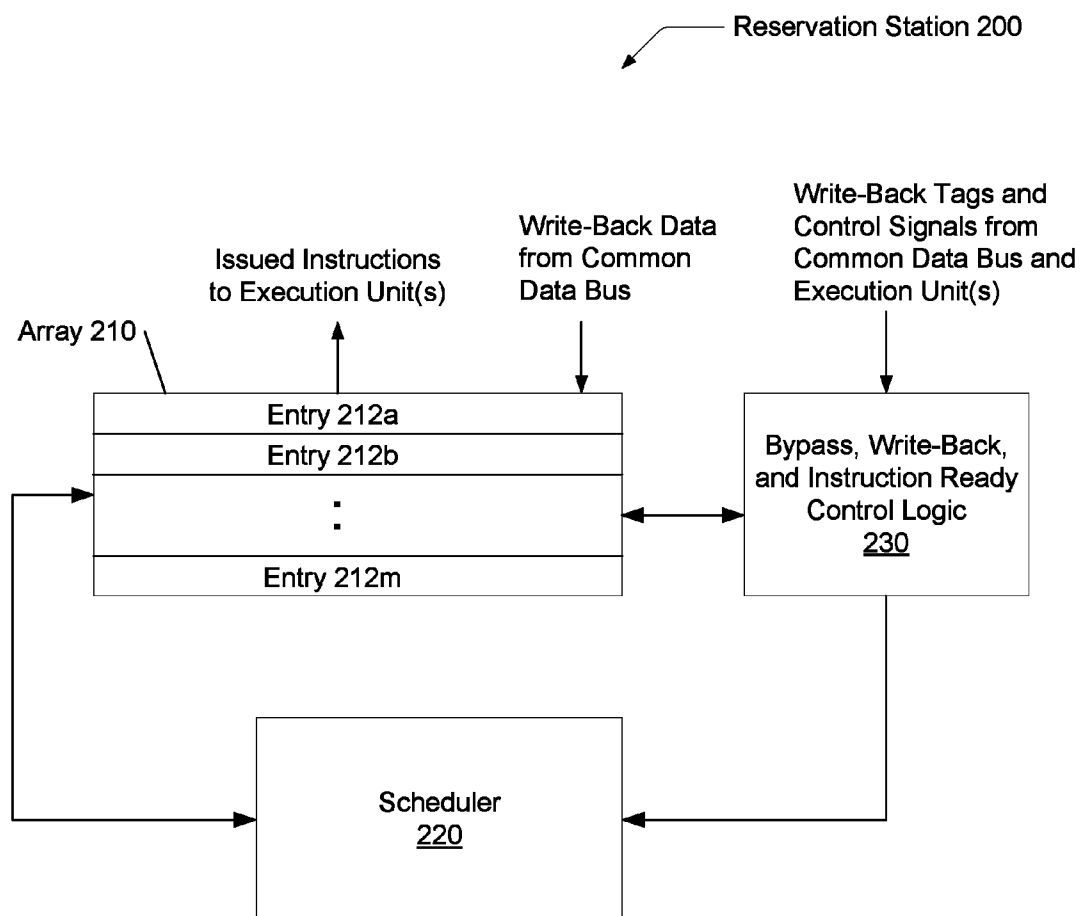 Reservation Station 200
Issued Instructions
to Execution Unit(s)
Write-Back Data
from Common
Data Bus
Write-Back Tags and
Control Signals from
Common Data Bus and
Execution Unit(s)
Array 210
Entry 212a
Entry 212b
:
Entry 212m
Bypass, Write-Back,
and Instruction Ready
Control Logic
230
Scheduler
220